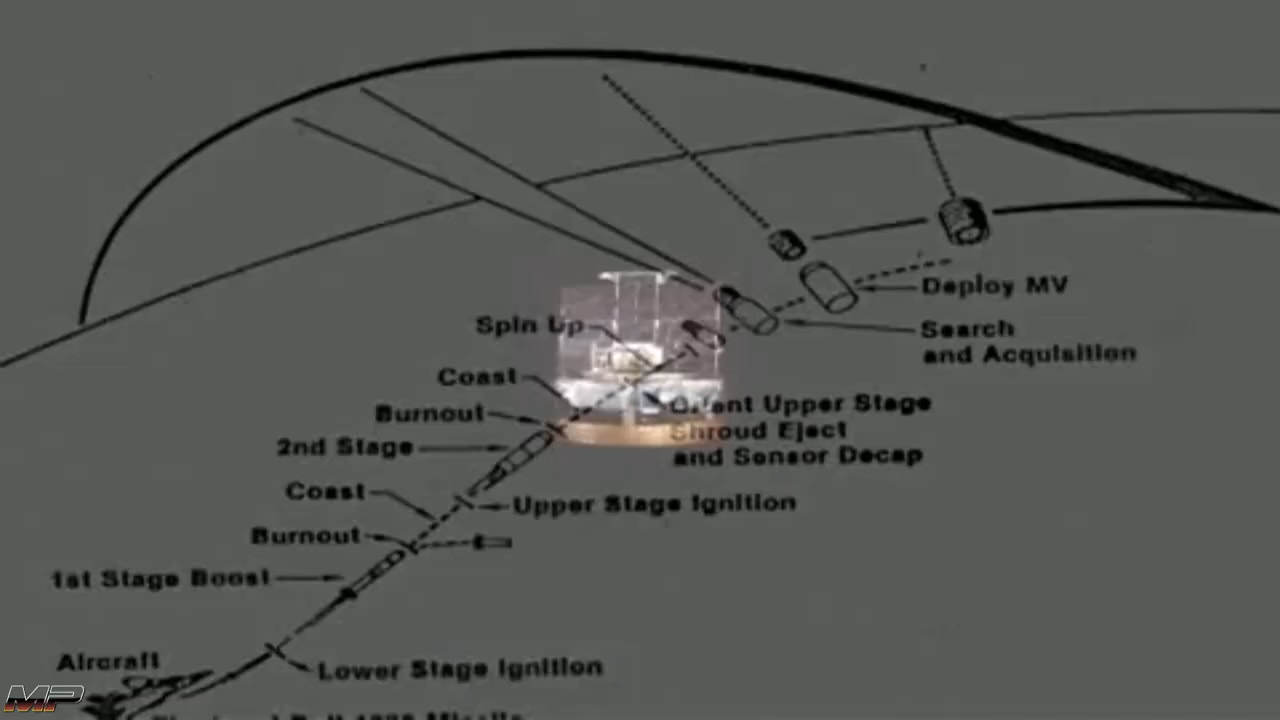 Deploy MV
Search
and Acquisition
Spin Up
Coast
Orient Upper Stage
Shroud Eject
and Sensor Decap
Burnout
2nd Stage
Coast
Upper Stage Ignition
Burnout
1st Stage Boost
Aircraft
Lower Stage Ignition
MP